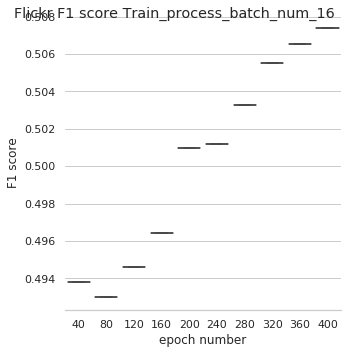 Flickr F1 score Train_process_batch_num_16
0.508
0.506
0.504
0.502
0.500
0.498
0.496
0.494
F1 score
40 80 120 160 200 240 280 320 360 400
epoch number